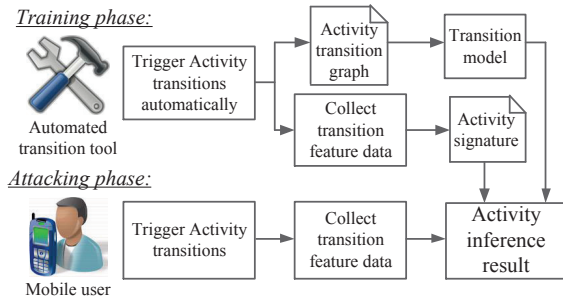 Training phase:
Automated
transition tool
Trigger Activity
transitions
automatically
Activity
transition
graph
Transition
model
Collect
transition
feature data
Activity
signature
Attacking phase:
Mobile user
Trigger Activity
transitions
Collect
transition
feature data
Activity
inference
result